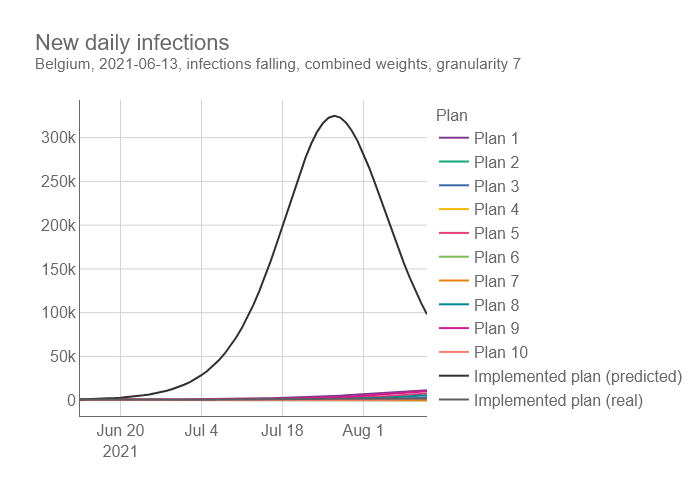 New daily infections
Belgium, 2021-06-13, infections falling, combined weights, granularity 7
Plan
300k
250k
200k
150k
100k
50k
0
Jun 20
2021
Jul 4
Jul 18
Aug 1
Plan 1
Plan 2
Plan 3
Plan 4
Plan 5
Plan 6
Plan 7
Plan 8
Plan 9
Plan 10
Implemented plan (predicted)
Implemented plan (real)